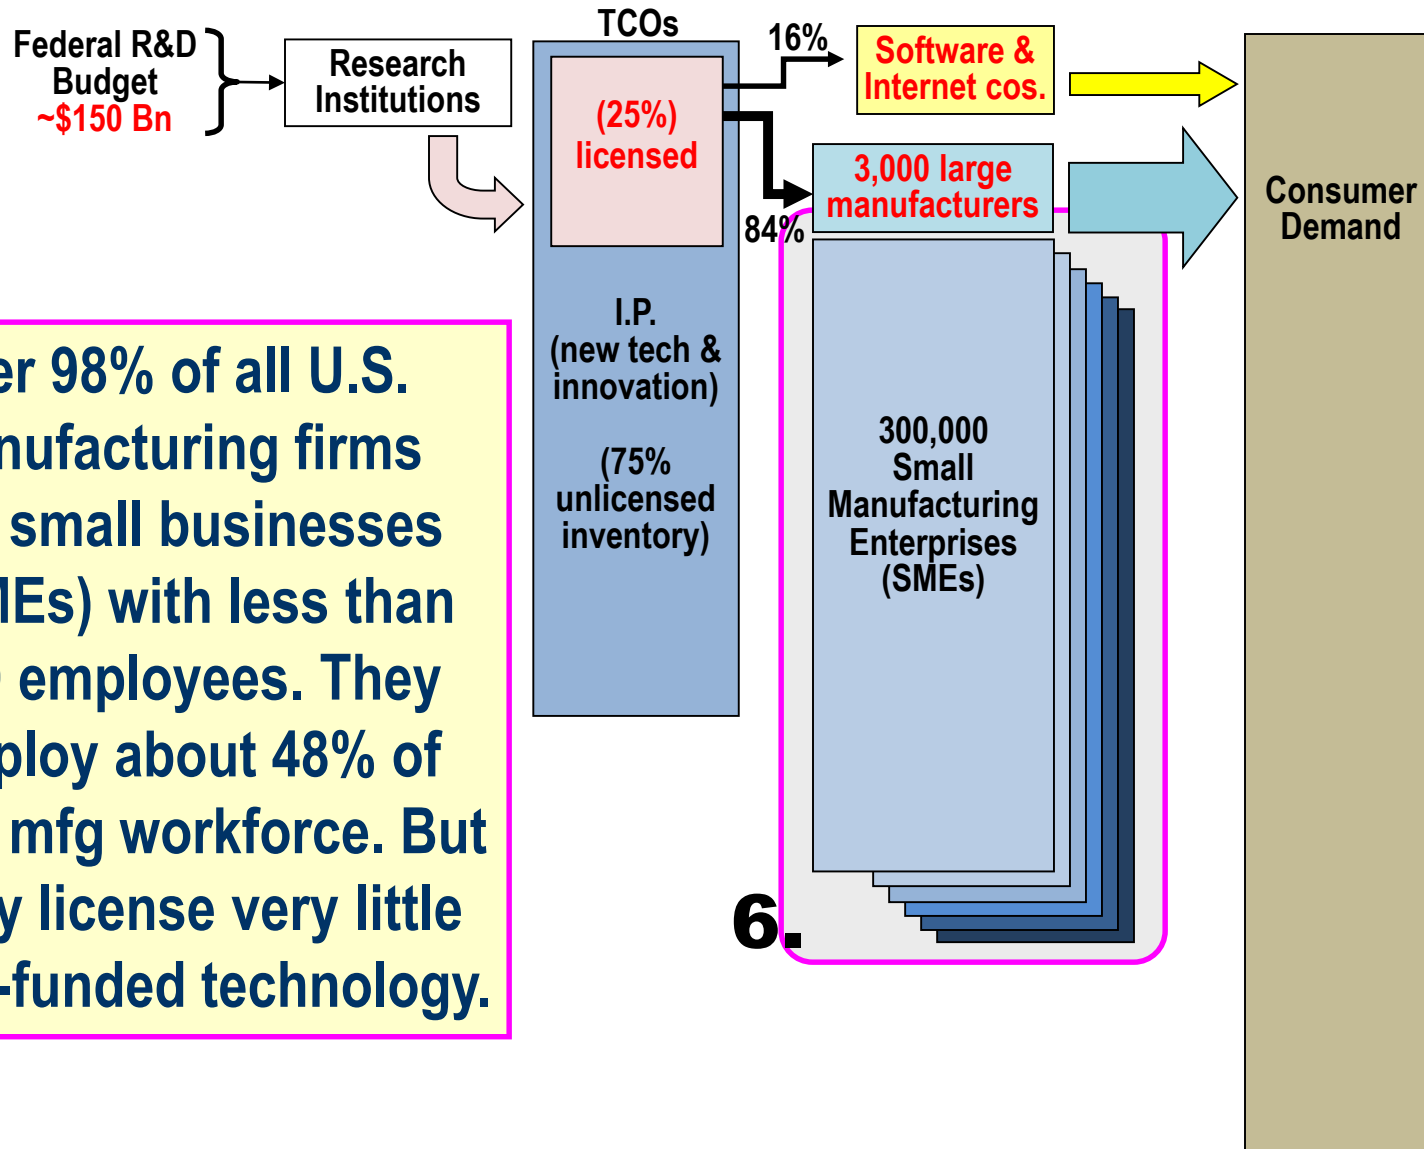 TCOs
Federal R&D
Budget
~$150 Bn
Research
Institutions
16%
Software &
Internet cos.
(25%)
licensed
3,000 large
manufacturers
84%
Consumer
Demand
I.P.
(new tech &
innovation)
(75%
unlicensed
inventory)
300,000
Small
Manufacturing
Enterprises
(SMEs)
er 98% of all U.S.
nufacturing firms
small businesses
MEs) with less than
employees. They
ploy about 48% of
mfg workforce. But
y license very little
-funded technology.
6.